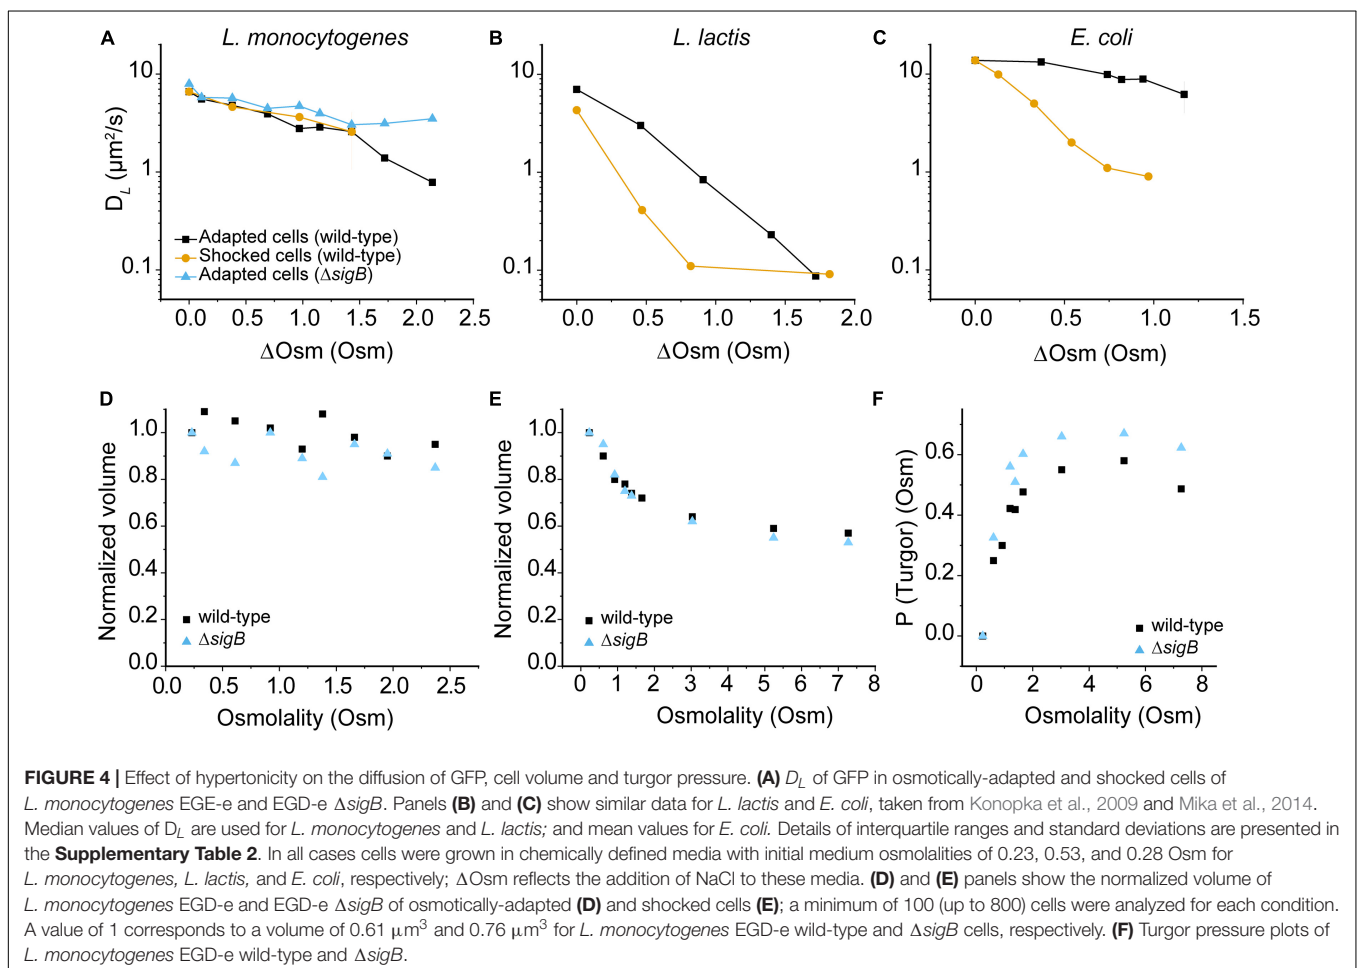 A L. monocytogenes
B L. lactis
C E. coli
D_L (μm²/s)
10
1
0.1
Adapted cells (wild-type)
Shocked cells (wild-type)
Adapted cells (ΔsigB)
0.0 0.5 1.0 1.5 2.0 2.5
ΔOsm (Osm)
10
1
0.1
0.0 0.5 1.0 1.5 2.0
ΔOsm (Osm)
10
1
0.1
0.0 0.5 1.0 1.5
ΔOsm (Osm)
D
Normalized volume
1.0
0.8
0.6
0.4
0.2
0.0
wild-type
ΔsigB
0.0 0.5 1.0 1.5 2.0 2.5
Osmolality (Osm)
E
Normalized volume
1.0
0.8
0.6
0.4
0.2
0.0
wild-type
ΔsigB
0 1 2 3 4 5 6 7 8
Osmolality (Osm)
F
P (Turgor) (Osm)
0.6
0.4
0.2
0.0
wild-type
ΔsigB
0 2 4 6 8
Osmolality (Osm)
FIGURE 4 | Effect of hypertonicity on the diffusion of GFP, cell volume and turgor pressure. (A) D_L of GFP in osmotically-adapted and shocked cells of
L. monocytogenes EGE-e and EGD-e ΔsigB. Panels (B) and (C) show similar data for L. lactis and E. coli, taken from Konopka et al., 2009 and Mika et al., 2014.
Median values of D_L are used for L. monocytogenes and L. lactis; and mean values for E. coli. Details of interquartile ranges and standard deviations are presented in
the Supplementary Table 2. In all cases cells were grown in chemically defined media with initial medium osmolalities of 0.23, 0.53, and 0.28 Osm for
L. monocytogenes, L. lactis, and E. coli, respectively; ΔOsm reflects the addition of NaCl to these media. (D) and (E) panels show the normalized volume of
L. monocytogenes EGD-e and EGD-e ΔsigB of osmotically-adapted (D) and shocked cells (E); a minimum of 100 (up to 800) cells were analyzed for each condition.
A value of 1 corresponds to a volume of 0.61 μm³ and 0.76 μm³ for L. monocytogenes EGD-e wild-type and ΔsigB cells, respectively. (F) Turgor pressure plots of
L. monocytogenes EGD-e wild-type and ΔsigB.